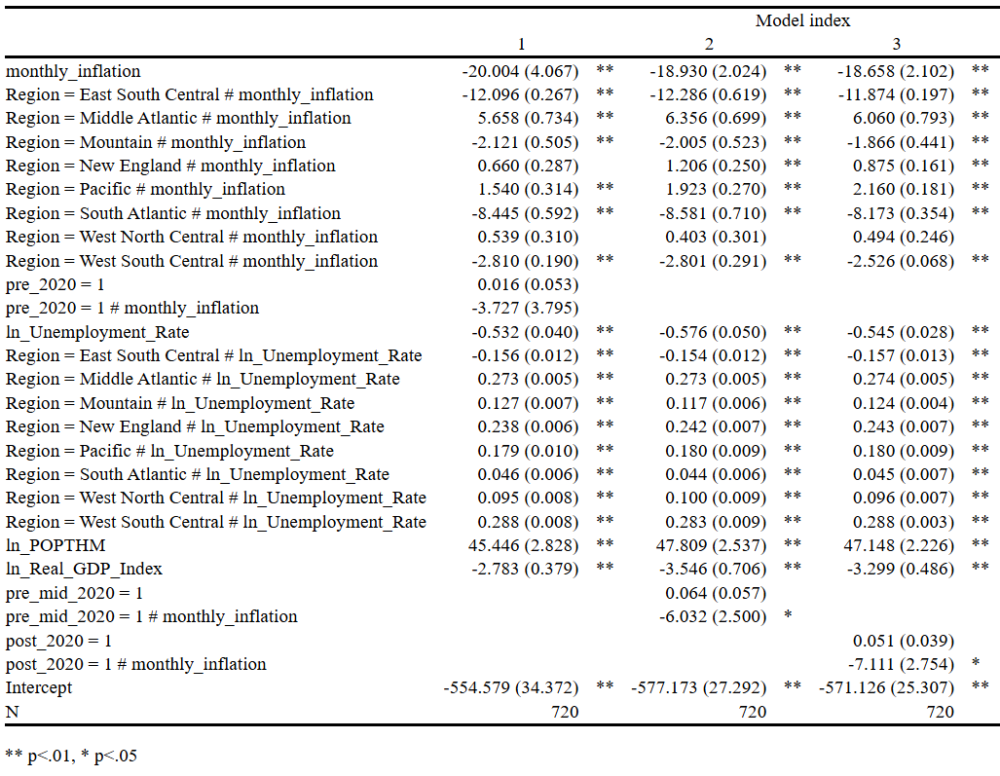 Model index
1 2 3
monthly_inflation -20.004 (4.067) ** -18.930 (2.024) ** -18.658 (2.102) **
Region = East South Central # monthly_inflation -12.096 (0.267) ** -12.286 (0.619) ** -11.874 (0.197) **
Region = Middle Atlantic # monthly_inflation 5.658 (0.734) ** 6.356 (0.699) ** 6.060 (0.793) **
Region = Mountain # monthly_inflation -2.121 (0.505) ** -2.005 (0.523) ** -1.866 (0.441) **
Region = New England # monthly_inflation 0.660 (0.287) 1.206 (0.250) ** 0.875 (0.161) **
Region = Pacific # monthly_inflation 1.540 (0.314) ** 1.923 (0.270) ** 2.160 (0.181) **
Region = South Atlantic # monthly_inflation -8.445 (0.592) ** -8.581 (0.710) ** -8.173 (0.354) **
Region = West North Central # monthly_inflation 0.539 (0.310) 0.403 (0.301) 0.494 (0.246)
Region = West South Central # monthly_inflation -2.810 (0.190) ** -2.801 (0.291) ** -2.526 (0.068) **
pre_2020 = 1 0.016 (0.053)
pre_2020 = 1 # monthly_inflation -3.727 (3.795)
ln_Unemployment_Rate -0.532 (0.040) ** -0.576 (0.050) ** -0.545 (0.028) **
Region = East South Central # ln_Unemployment_Rate -0.156 (0.012) ** -0.154 (0.012) ** -0.157 (0.013) **
Region = Middle Atlantic # ln_Unemployment_Rate 0.273 (0.005) ** 0.273 (0.005) ** 0.274 (0.005) **
Region = Mountain # ln_Unemployment_Rate 0.127 (0.007) ** 0.117 (0.006) ** 0.124 (0.004) **
Region = New England # ln_Unemployment_Rate 0.238 (0.006) ** 0.242 (0.007) ** 0.243 (0.007) **
Region = Pacific # ln_Unemployment_Rate 0.179 (0.010) ** 0.180 (0.009) ** 0.180 (0.009) **
Region = South Atlantic # ln_Unemployment_Rate 0.046 (0.006) ** 0.044 (0.006) ** 0.045 (0.007) **
Region = West North Central # ln_Unemployment_Rate 0.095 (0.008) ** 0.100 (0.009) ** 0.096 (0.007) **
Region = West South Central # ln_Unemployment_Rate 0.288 (0.008) ** 0.283 (0.009) ** 0.288 (0.003) **
ln_POPTHM 45.446 (2.828) ** 47.809 (2.537) ** 47.148 (2.226) **
ln_Real_GDP_Index -2.783 (0.379) ** -3.546 (0.706) ** -3.299 (0.486) **
pre_mid_2020 = 1 0.064 (0.057)
pre_mid_2020 = 1 # monthly_inflation -6.032 (2.500) *
post_2020 = 1 0.051 (0.039)
post_2020 = 1 # monthly_inflation -7.111 (2.754) *
Intercept -554.579 (34.372) ** -577.173 (27.292) ** -571.126 (25.307) **
N 720 720 720
** p<.01, * p<.05